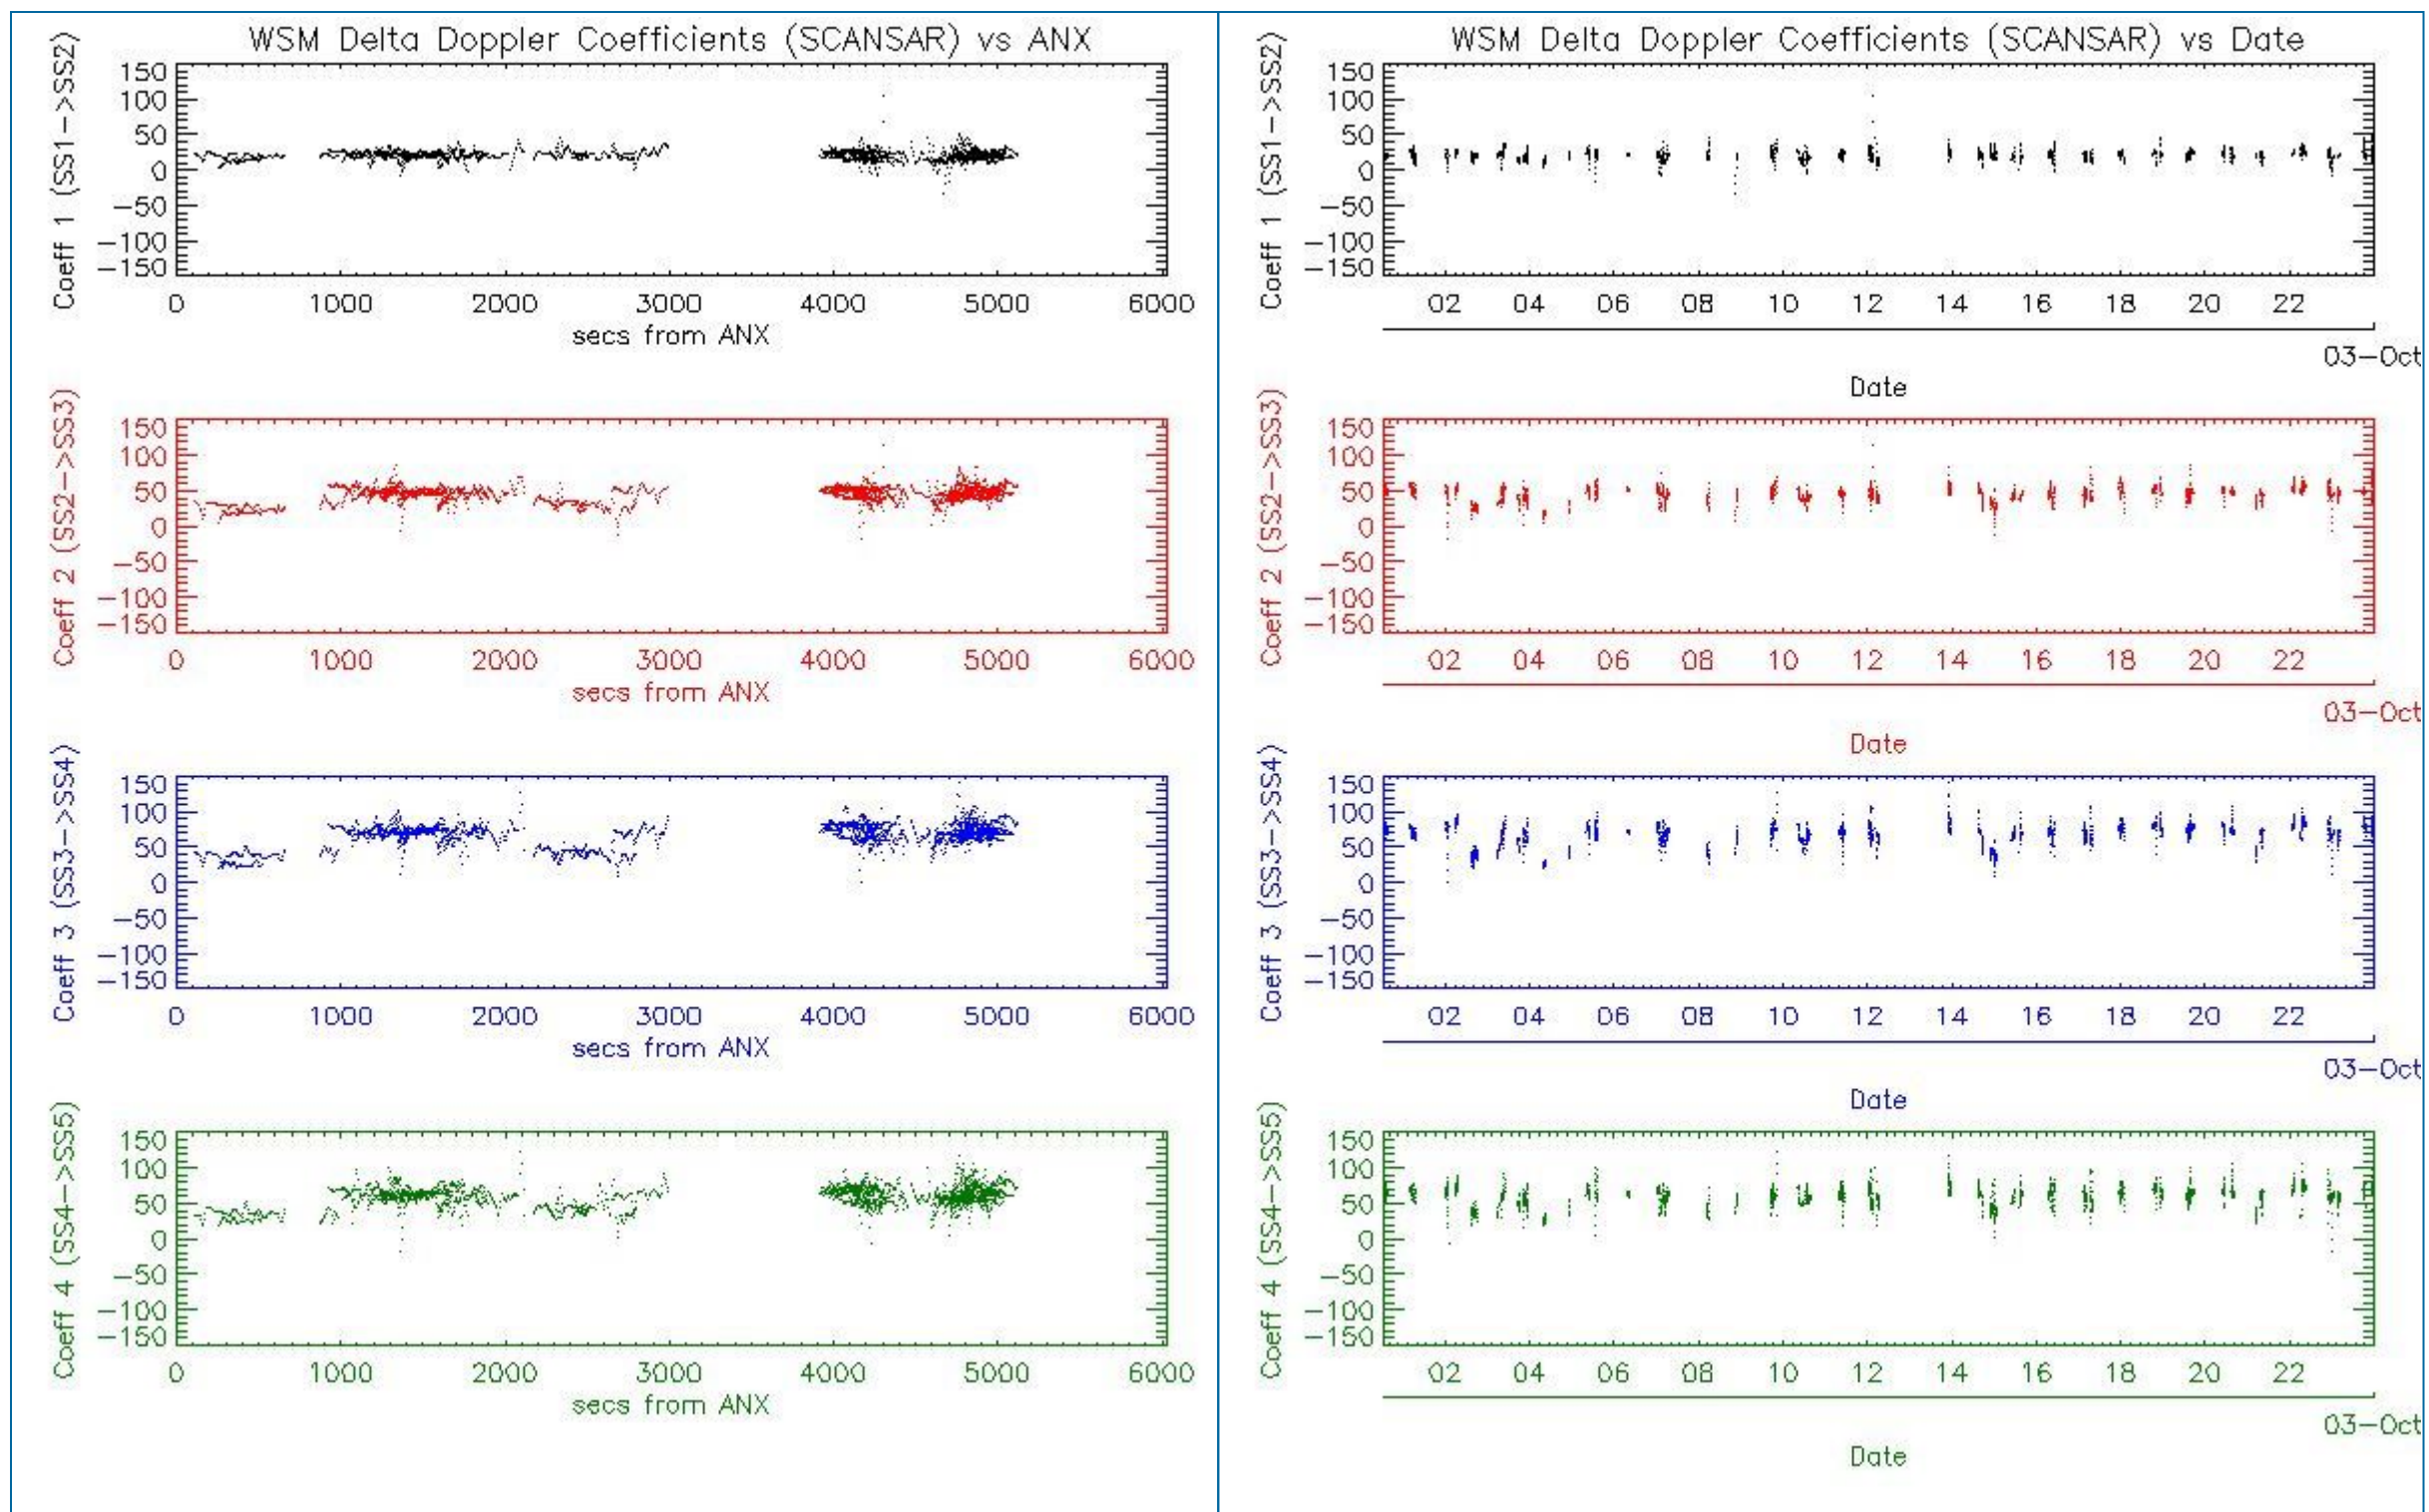 WSM Delta Doppler Coefficients (SCANSAR) vs ANX
Coeff 1 (SS1->SS2)
150
100
50
0
-50
-100
-150
0 1000 2000 3000 4000 5000 6000
secs from ANX
Coeff 2 (SS2->SS3)
150
100
50
0
-50
-100
-150
0 1000 2000 3000 4000 5000 6000
secs from ANX
Coeff 3 (SS3->SS4)
150
100
50
0
-50
-100
-150
0 1000 2000 3000 4000 5000 6000
secs from ANX
Coeff 4 (SS4->SS5)
150
100
50
0
-50
-100
-150
0 1000 2000 3000 4000 5000 6000
secs from ANX
WSM Delta Doppler Coefficients (SCANSAR) vs Date
Coeff 1 (SS1->SS2)
150
100
50
0
-50
-100
-150
02 04 06 08 10 12 14 16 18 20 22
03-Oct
Date
Coeff 2 (SS2->SS3)
150
100
50
0
-50
-100
-150
02 04 06 08 10 12 14 16 18 20 22
03-Oct
Date
Coeff 3 (SS3->SS4)
150
100
50
0
-50
-100
-150
02 04 06 08 10 12 14 16 18 20 22
03-Oct
Date
Coeff 4 (SS4->SS5)
150
100
50
0
-50
-100
-150
02 04 06 08 10 12 14 16 18 20 22
03-Oct
Date